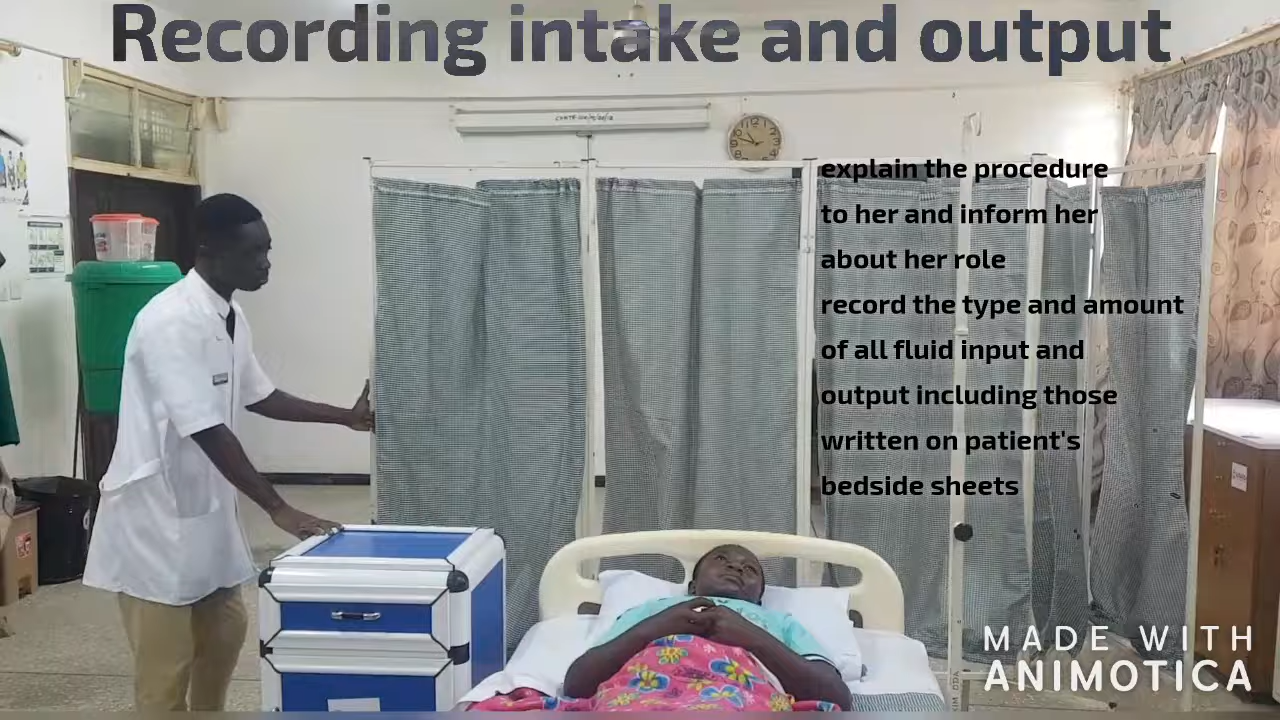 Recording intake and output
explain the procedure
to her and inform her
about her role
record the type and amount
of all fluid input and
output including those
written on patient's
bedside sheets
MADE WITH
ANIMOTICA